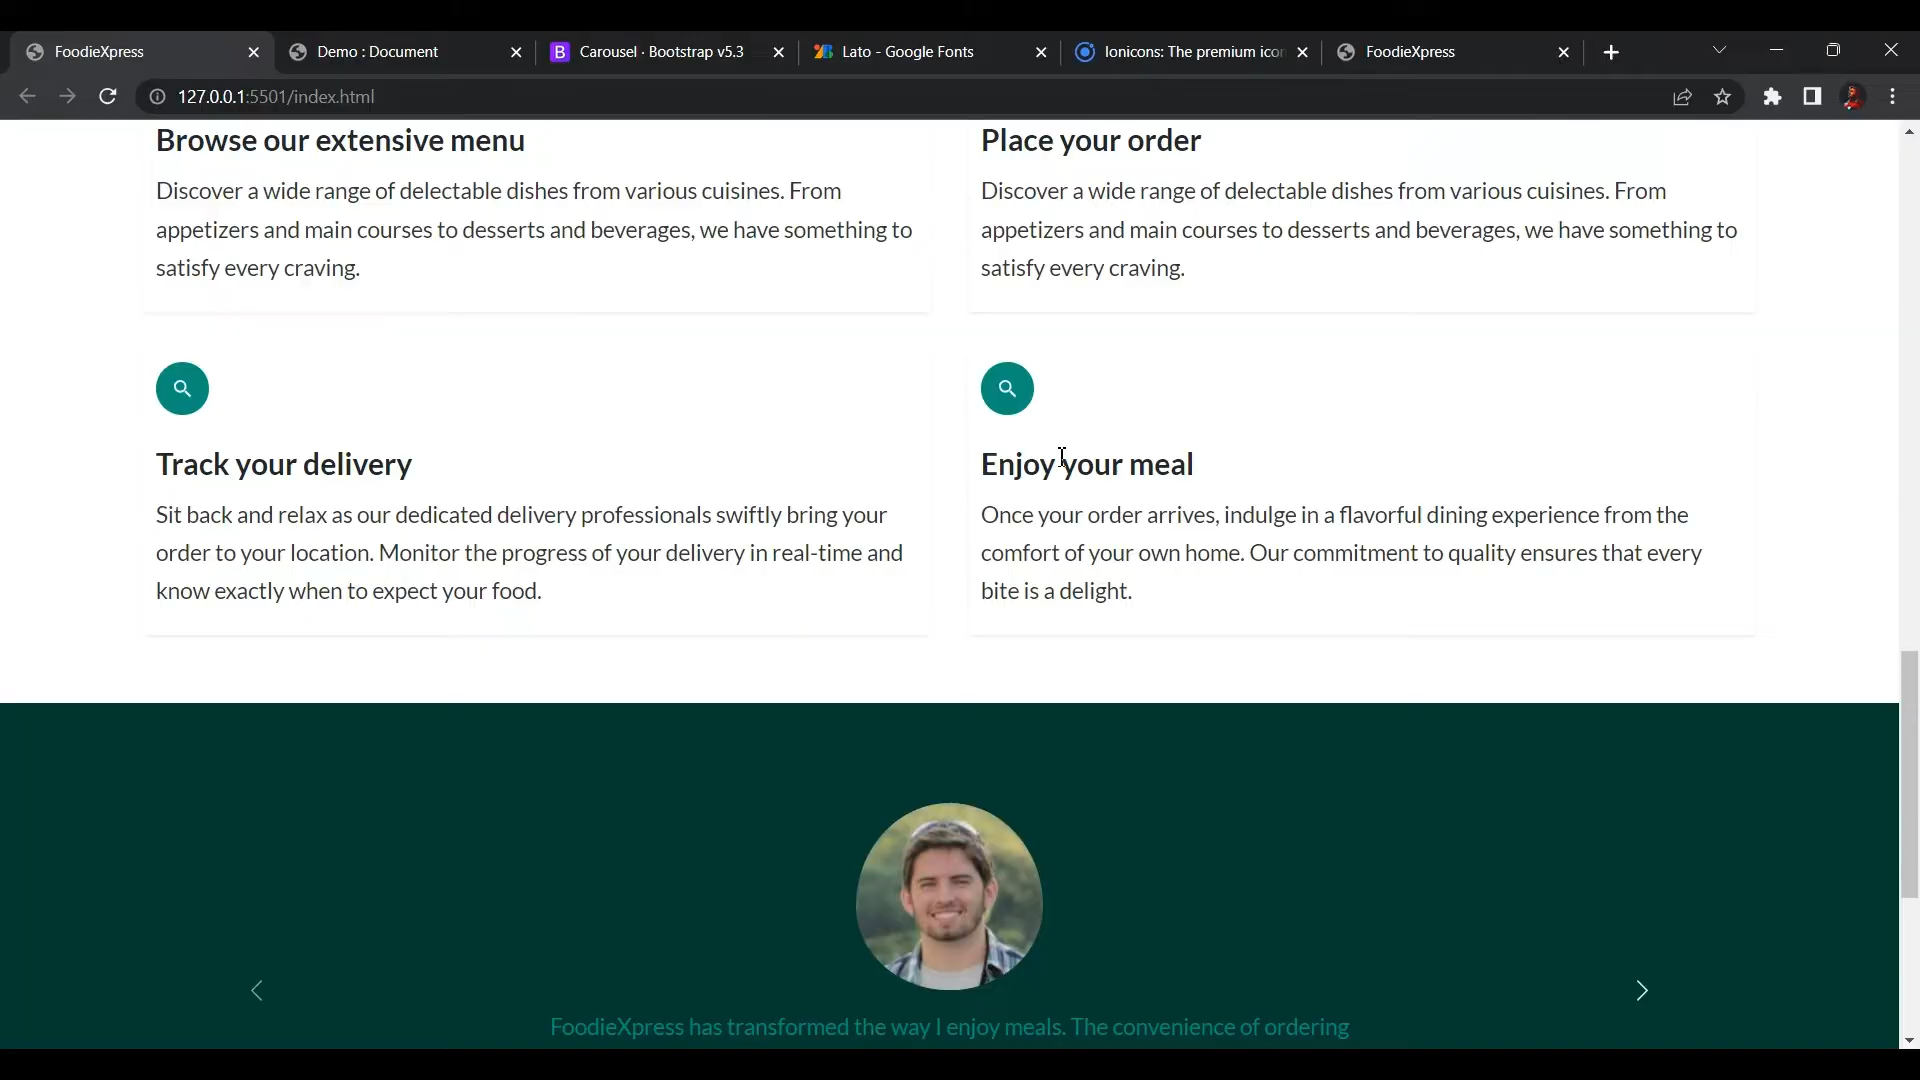 FoodieXpress
Demo : Document
Carousel · Bootstrap v5.3
Lato - Google Fonts
Ionicons: The premium icon
FoodieXpress
127.0.0.1:5501/index.html
Browse our extensive menu
Discover a wide range of delectable dishes from various cuisines. From
appetizers and main courses to desserts and beverages, we have something to
satisfy every craving.
Place your order
Discover a wide range of delectable dishes from various cuisines. From
appetizers and main courses to desserts and beverages, we have something to
satisfy every craving.
Track your delivery
Sit back and relax as our dedicated delivery professionals swiftly bring your
order to your location. Monitor the progress of your delivery in real-time and
know exactly when to expect your food.
Enjoy your meal
Once your order arrives, indulge in a flavorful dining experience from the
comfort of your own home. Our commitment to quality ensures that every
bite is a delight.
FoodieXpress has transformed the way I enjoy meals. The convenience of ordering